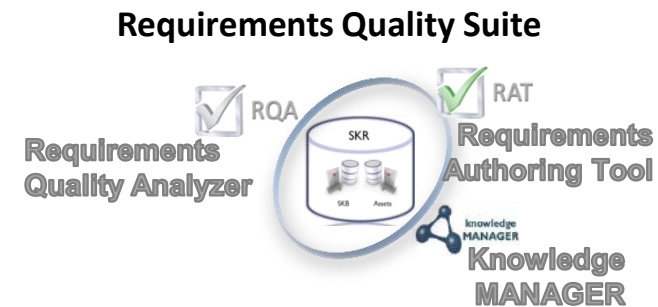 Requirements Quality Suite
RQA
Requirements
Quality Analyzer
RAT
Requirements
Authoring Tool
SKR
SKB
Assets
knowledge
MANAGER
Knowledge
MANAGER